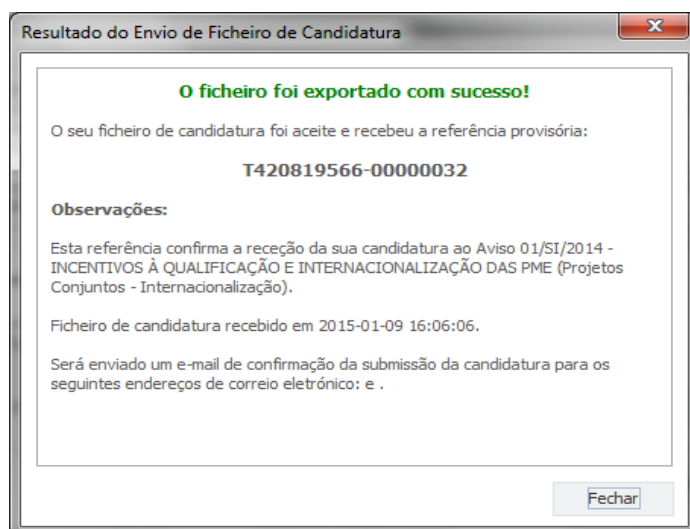 Resultado do Envio de Ficheiro de Candidatura
O ficheiro foi exportado com sucesso!
O seu ficheiro de candidatura foi aceite e recebeu a referência provisória:
T420819566-00000032
Observações:
Esta referência confirma a receção da sua candidatura ao Aviso 01/SI/2014 -
INCENTIVOS À QUALIFICAÇÃO E INTERNACIONALIZAÇÃO DAS PME (Projetos
Conjuntos - Internacionalização).
Ficheiro de candidatura recebido em 2015-01-09 16:06:06.
Será enviado um e-mail de confirmação da submissão da candidatura para os
seguintes endereços de correio eletrónico: e .
Fechar